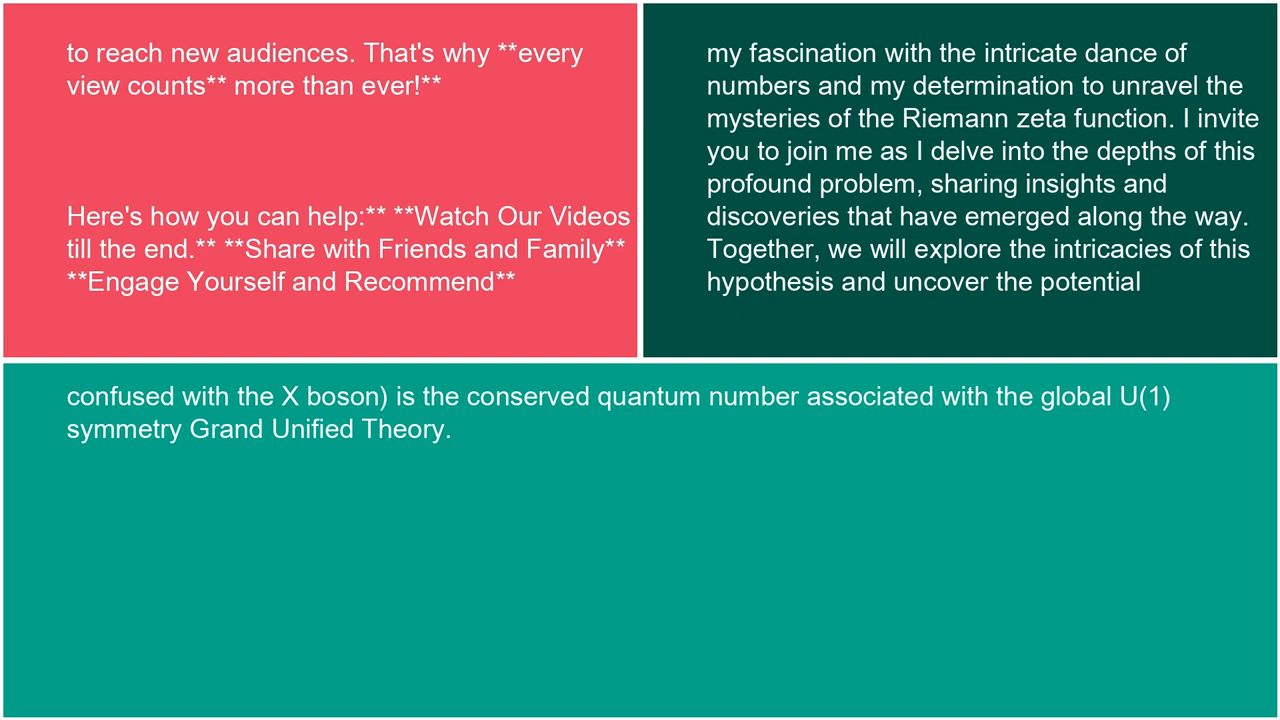 to reach new audiences. That's why **every
view counts** more than ever!**
Here's how you can help:** **Watch Our Videos
till the end.** **Share with Friends and Family**
**Engage Yourself and Recommend**
my fascination with the intricate dance of
numbers and my determination to unravel the
mysteries of the Riemann zeta function. I invite
you to join me as I delve into the depths of this
profound problem, sharing insights and
discoveries that have emerged along the way.
Together, we will explore the intricacies of this
hypothesis and uncover the potential
confused with the X boson) is the conserved quantum number associated with the global U(1)
symmetry Grand Unified Theory.